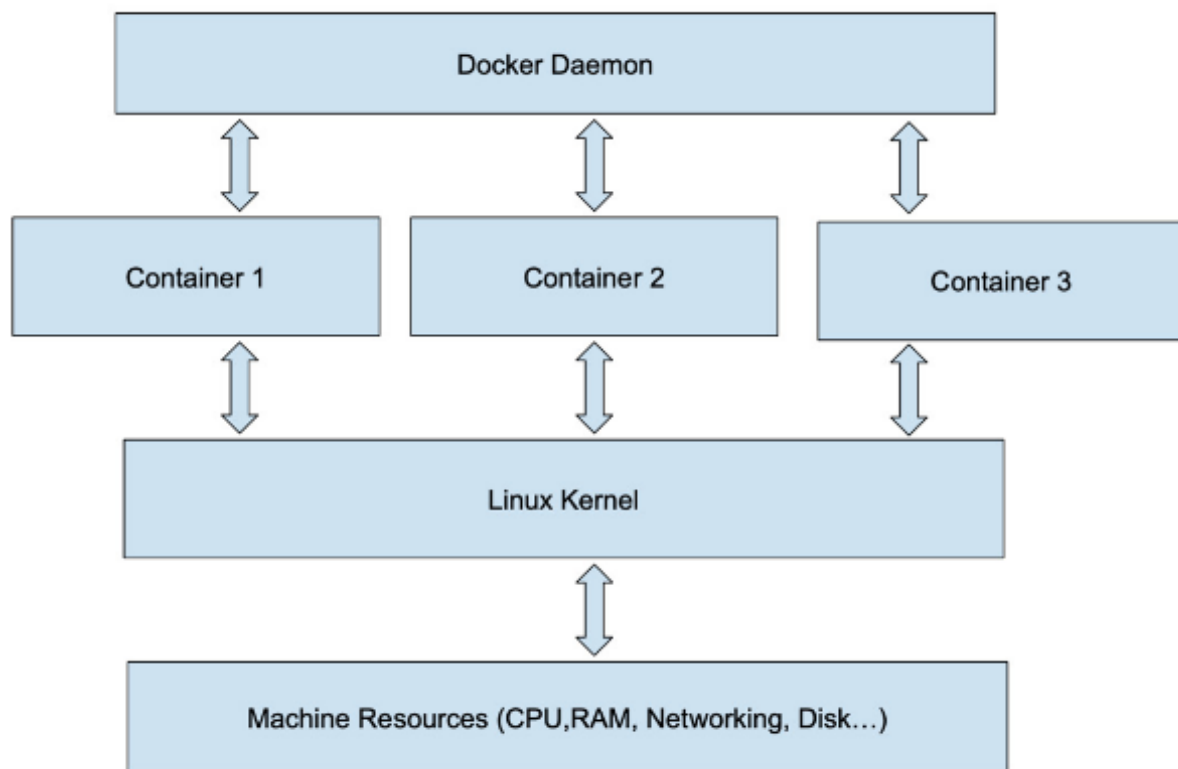 Docker Daemon
Container 1
Container 2
Container 3
Linux Kernel
Machine Resources (CPU,RAM, Networking, Disk…)